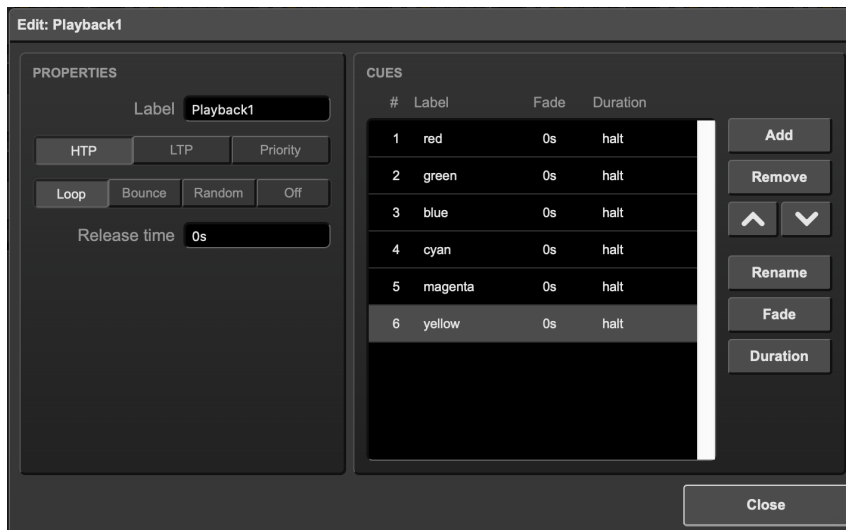 Edit: Playback1
PROPERTIES
Label Playback1
HTP LTP Priority
Loop Bounce Random Off
Release time 0s
CUES
# Label Fade Duration
1 red 0s halt
2 green 0s halt
3 blue 0s halt
4 cyan 0s halt
5 magenta 0s halt
6 yellow 0s halt
Add
Remove
Rename
Fade
Duration
Close